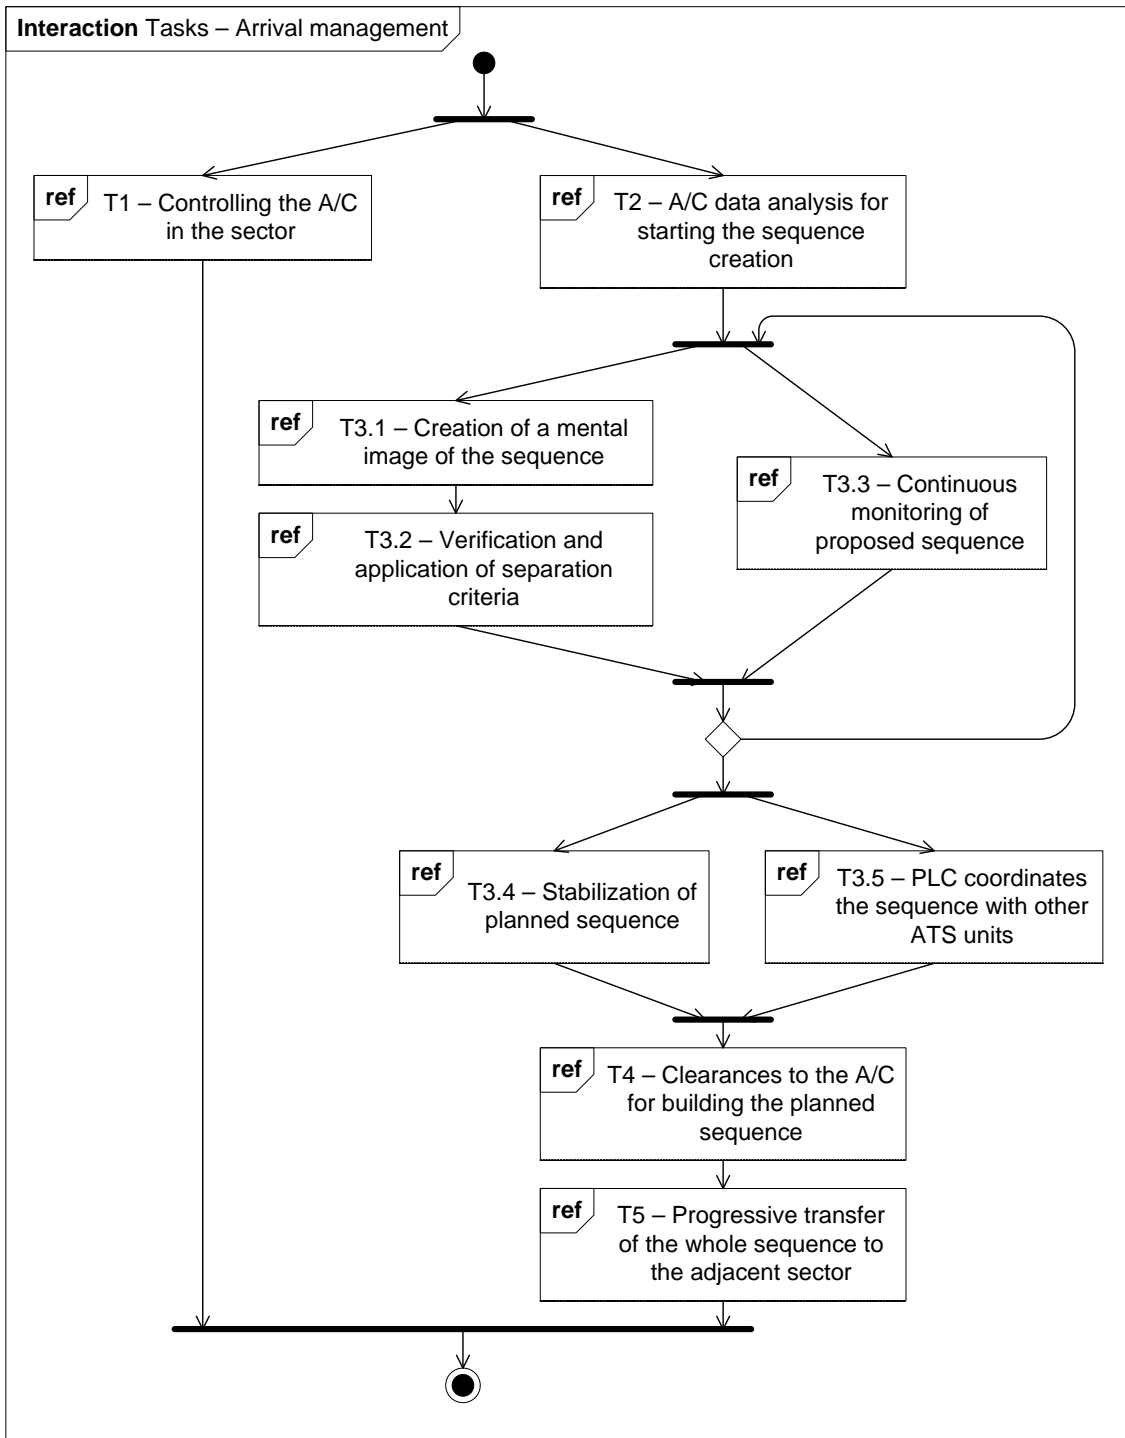 Interaction Tasks – Arrival management
ref
T1 – Controlling the A/C
in the sector
ref
T2 – A/C data analysis for
starting the sequence
creation
ref
T3.1 – Creation of a mental
image of the sequence
ref
T3.3 – Continuous
monitoring of
proposed sequence
ref
T3.2 – Verification and
application of separation
criteria
ref
T3.4 – Stabilization of
planned sequence
ref
T3.5 – PLC coordinates
the sequence with other
ATS units
ref
T4 – Clearances to the A/C
for building the planned
sequence
ref
T5 – Progressive transfer
of the whole sequence to
the adjacent sector